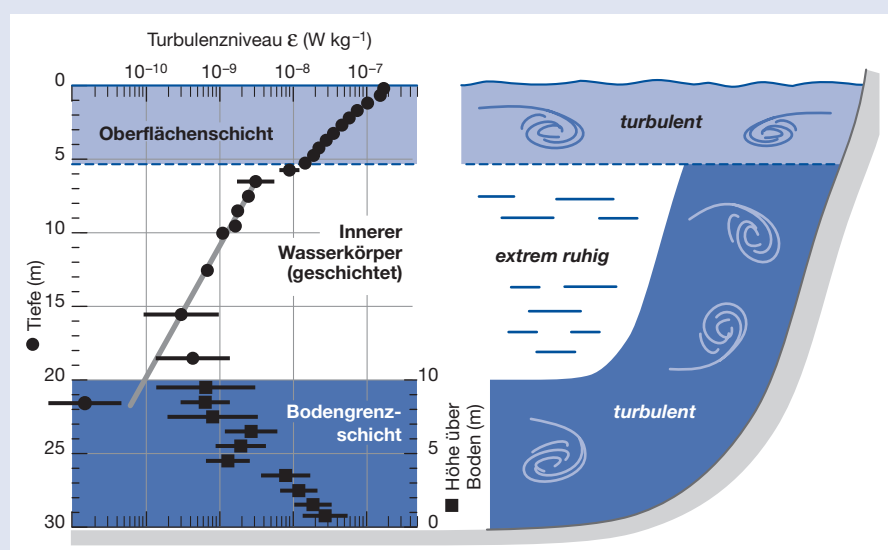 Turbulenzniveau ε (W kg⁻¹)
10⁻¹⁰ 10⁻⁹ 10⁻⁸ 10⁻⁷
0
5
10
15
20
25
30
Tiefe (m)
Oberflächenschicht
Innerer
Wasserkörper
(geschichtet)
Bodengrenz-
schicht
10
5
0
Höhe über
Boden (m)
turbulent
extrem ruhig
turbulent